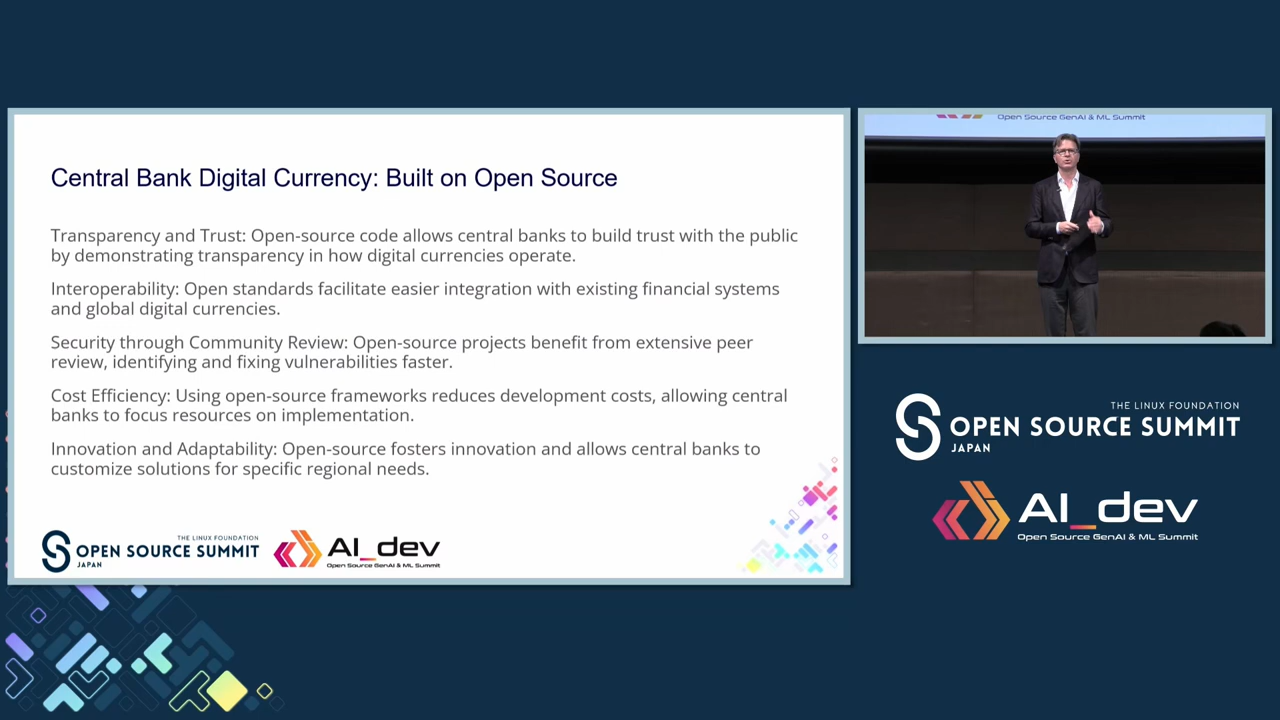 Central Bank Digital Currency: Built on Open Source
Transparency and Trust: Open-source code allows central banks to build trust with the public
by demonstrating transparency in how digital currencies operate.
Interoperability: Open standards facilitate easier integration with existing financial systems
and global digital currencies.
Security through Community Review: Open-source projects benefit from extensive peer
review, identifying and fixing vulnerabilities faster.
Cost Efficiency: Using open-source frameworks reduces development costs, allowing central
banks to focus resources on implementation.
Innovation and Adaptability: Open-source fosters innovation and allows central banks to
customize solutions for specific regional needs.
THE LINUX FOUNDATION
OPEN SOURCE SUMMIT
JAPAN
AI_dev
Open Source GenAI & ML Summit
Open Source GenAI & ML Summit
THE LINUX FOUNDATION
OPEN SOURCE SUMMIT
JAPAN
AI_dev
Open Source GenAI & ML Summit